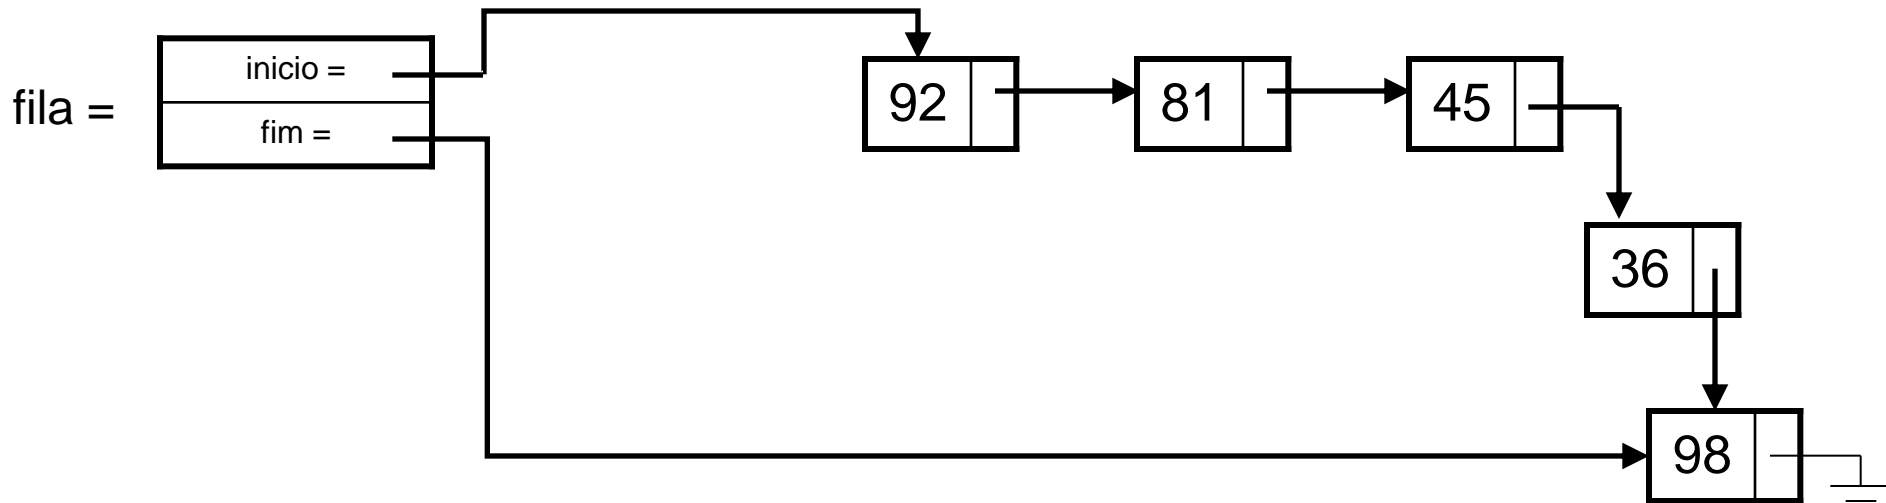 fila =
inicio =
fim =
92
81
45
36
98